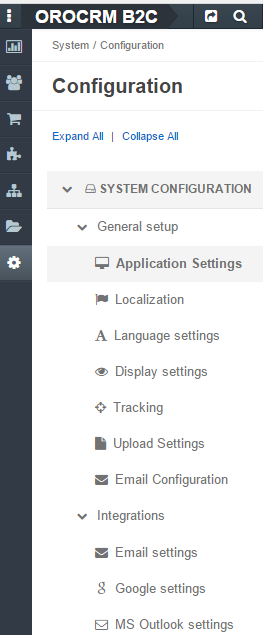 OROCRM B2C
System / Configuration
Configuration
Expand All | Collapse All
SYSTEM CONFIGURATION
General setup
Application Settings
Localization
Language settings
Display settings
Tracking
Upload Settings
Email Configuration
Integrations
Email settings
Google settings
MS Outlook settings